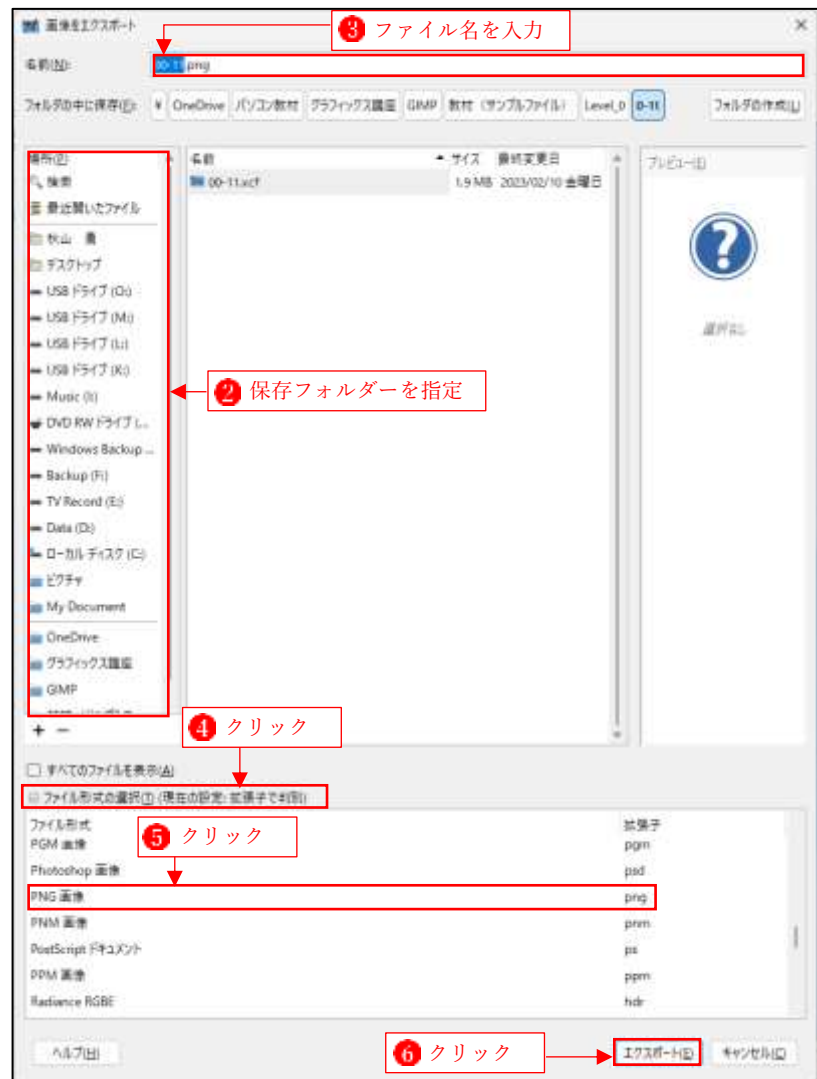 画像をエクスポート
❸ ファイル名を入力
名前(N):
00-11.png
フォルダの中に保存(F):
OneDrive パソコン教材 グラフィックス講座 GIMP 教材（サンプルファイル） Level_0 0-11
フォルダの作成(L)
場所(P)
検索
最近開いたファイル
デスクトップ
USB ドライブ (O:)
USB ドライブ (M:)
USB ドライブ (L:)
USB ドライブ (K:)
Music (I:)
DVD RW ドライブ (...
Windows Backup ...
Backup (F:)
TV Record (E:)
Data (D:)
ローカル ディスク (C:)
ピクチャ
My Document
OneDrive
グラフィックス講座
GIMP
名前 サイズ 最終変更日
00-11.xcf 1.9 MB 2023/02/10 金曜日
プレビュー(I)
選択なし
❷ 保存フォルダーを指定
❹ クリック
すべてのファイルを表示(A)
ファイル形式の選択(T) (現在の設定: 拡張子で判別)
ファイル形式 拡張子
❺ クリック
PGM 画像 pgm
Photoshop 画像 psd
PNG 画像 png
PNM 画像 pnm
PostScript ドキュメント ps
PPM 画像 ppm
Radiance RGBE hdr
ヘルプ(H)
❻ クリック
エクスポート(E)
キャンセル(C)